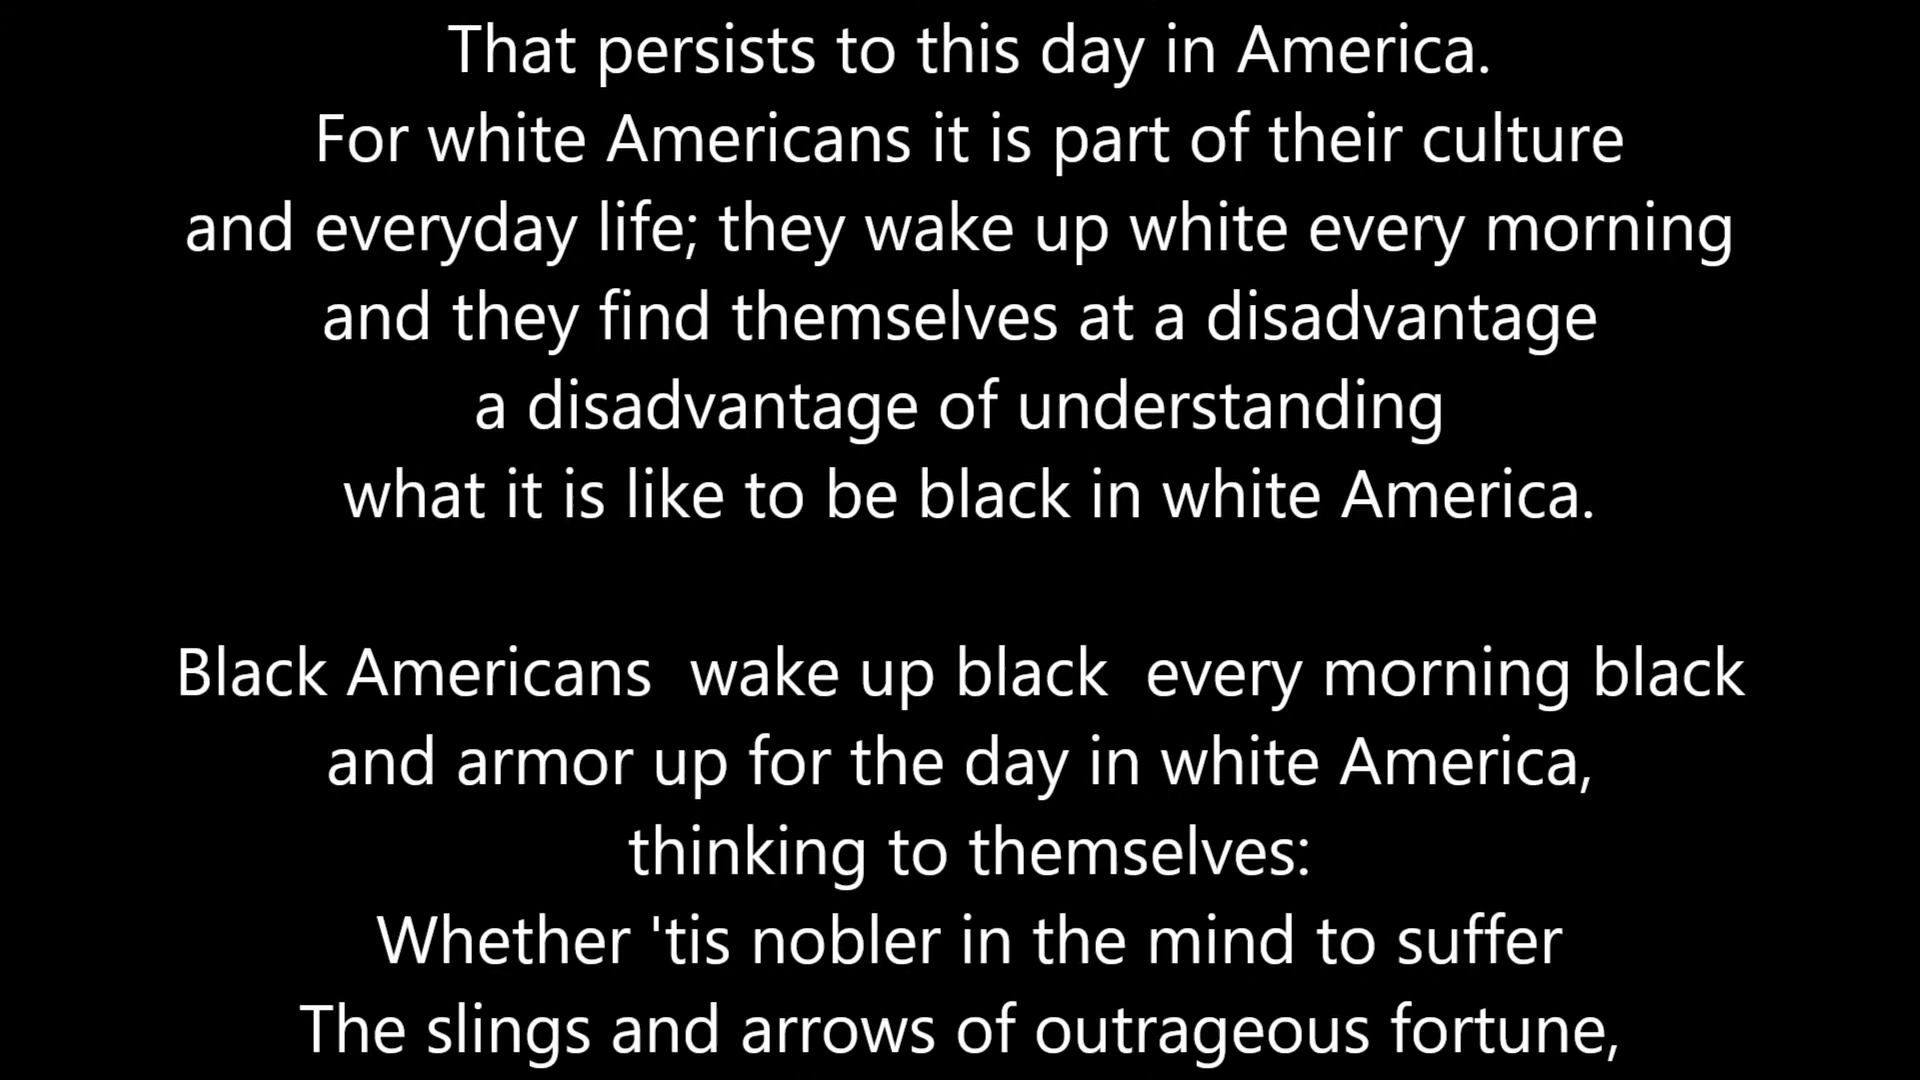 That persists to this day in America.
For white Americans it is part of their culture
and everyday life; they wake up white every morning
and they find themselves at a disadvantage
a disadvantage of understanding
what it is like to be black in white America.
Black Americans  wake up black  every morning black
and armor up for the day in white America,
thinking to themselves:
Whether 'tis nobler in the mind to suffer
The slings and arrows of outrageous fortune,